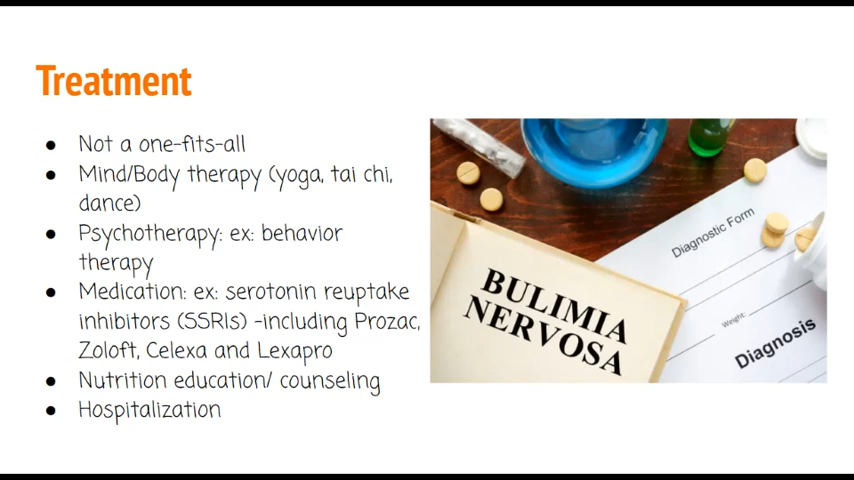 Treatment
● Not a one-fits-all
● Mind/Body therapy (yoga, tai chi,
dance)
● Psychotherapy: ex: behavior
therapy
● Medication: ex: serotonin reuptake
inhibitors (SSRIs) -including Prozac,
Zoloft, Celexa and Lexapro
● Nutrition education/ counseling
● Hospitalization
BULIMIA
NERVOSA
Diagnostic Form
Weight:
Diagnosis